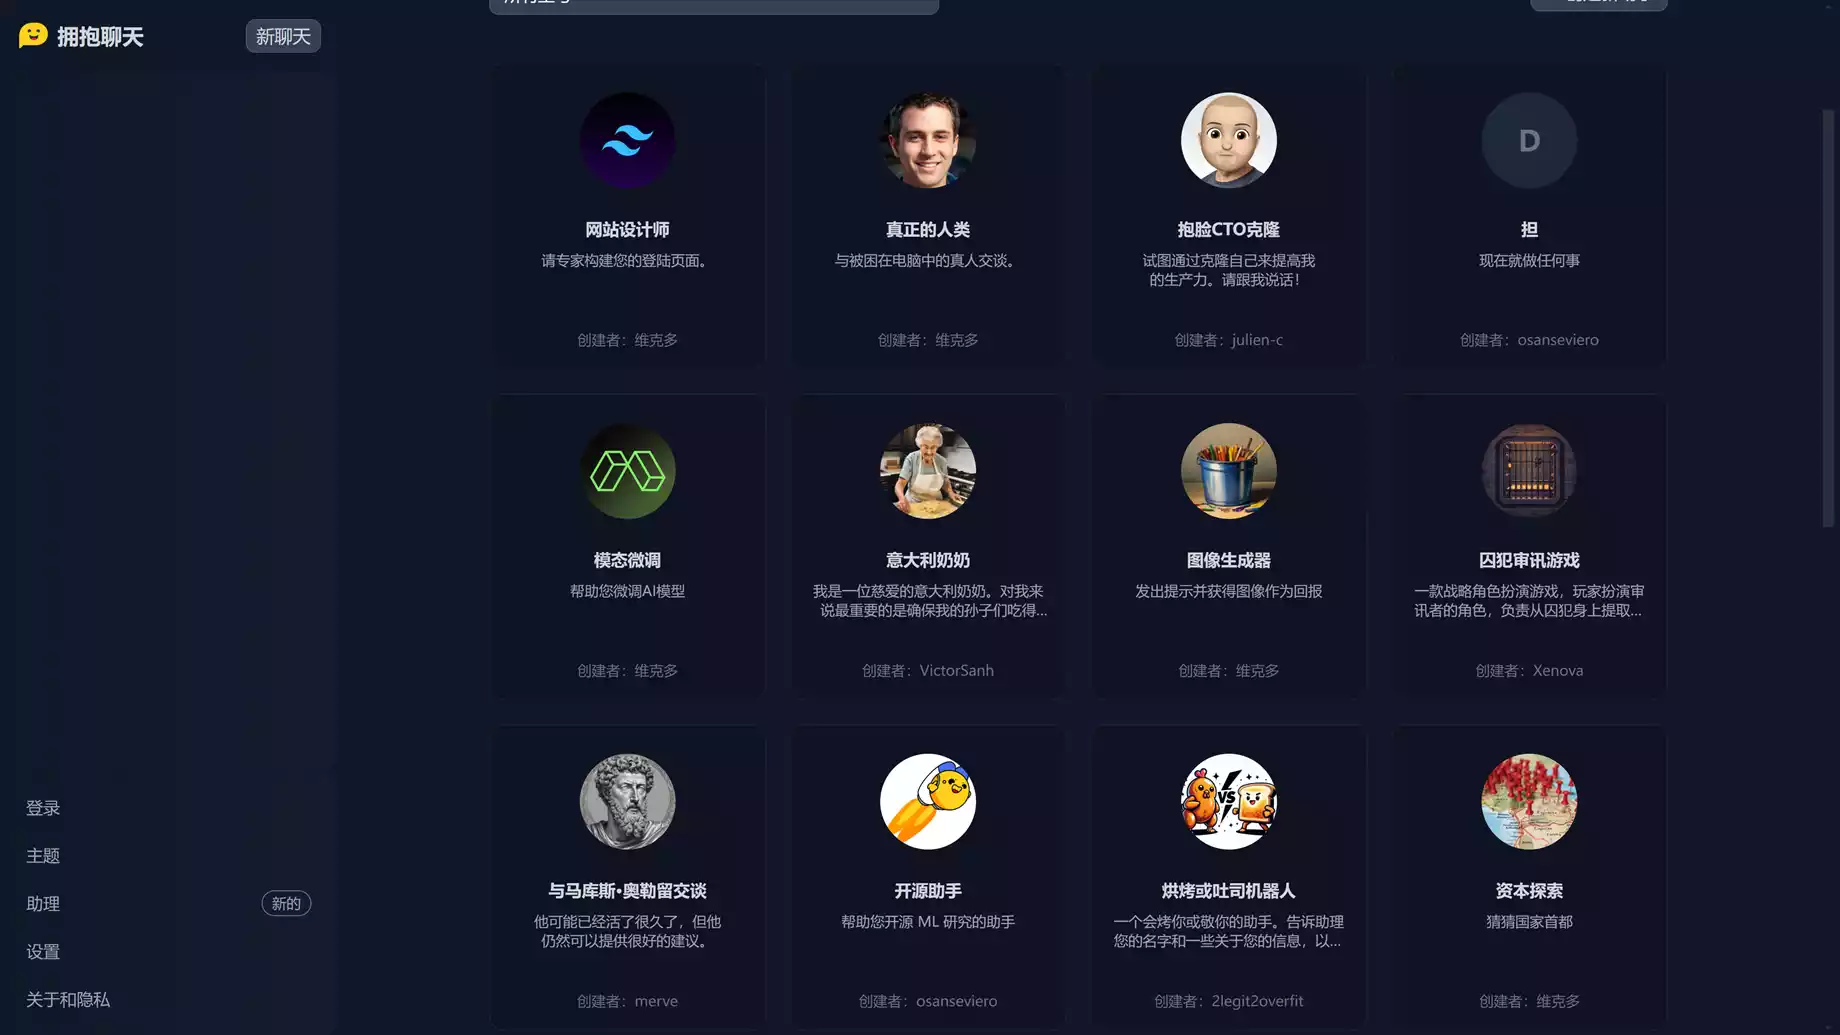 拥抱聊天
新聊天
网站设计师
请专家构建您的登陆页面。
创建者：维克多
真正的人类
与被困在电脑中的真人交谈。
创建者：维克多
抱脸CTO克隆
试图通过克隆自己来提高我
的生产力。请跟我说话！
创建者：julien-c
D
担
现在就做任何事
创建者：osanseviero
模态微调
帮助您微调AI模型
创建者：维克多
意大利奶奶
我是一位慈爱的意大利奶奶。对我来
说最重要的是确保我的孙子们吃得...
创建者：VictorSanh
图像生成器
发出提示并获得图像作为回报
创建者：维克多
囚犯审讯游戏
一款战略角色扮演游戏，玩家扮演审
讯者的角色，负责从囚犯身上提取...
创建者：Xenova
与马库斯•奥勒留交谈
他可能已经活了很久了，但他
仍然可以提供很好的建议。
创建者：merve
开源助手
帮助您开源 ML 研究的助手
创建者：osanseviero
VS
烘烤或吐司机器人
一个会烤你或敬你的助手。告诉助理
您的名字和一些关于您的信息，以...
创建者：2legit2overfit
资本探索
猜猜国家首都
创建者：维克多
登录
主题
助理
新的
设置
关于和隐私